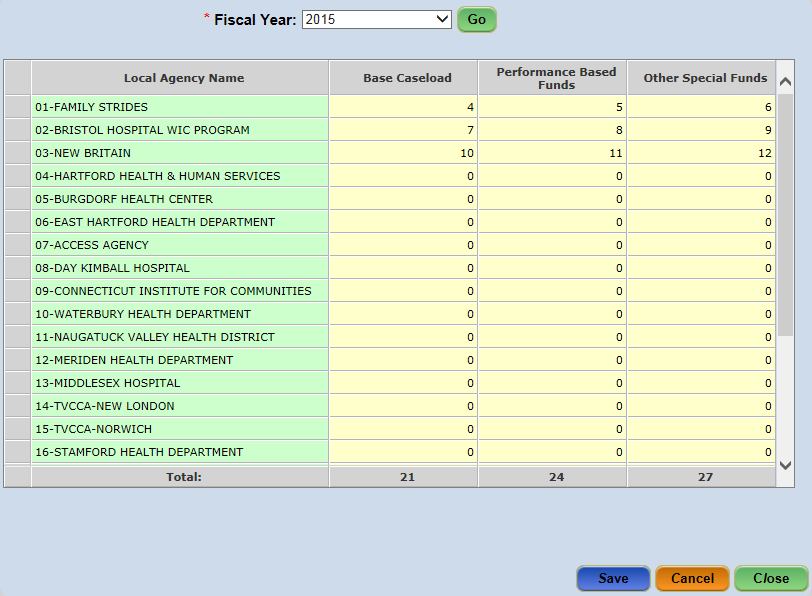 * Fiscal Year: 2015 Go
Local Agency Name Base Caseload Performance Based Funds Other Special Funds
01-FAMILY STRIDES 4 5 6
02-BRISTOL HOSPITAL WIC PROGRAM 7 8 9
03-NEW BRITAIN 10 11 12
04-HARTFORD HEALTH & HUMAN SERVICES 0 0 0
05-BURGDORF HEALTH CENTER 0 0 0
06-EAST HARTFORD HEALTH DEPARTMENT 0 0 0
07-ACCESS AGENCY 0 0 0
08-DAY KIMBALL HOSPITAL 0 0 0
09-CONNECTICUT INSTITUTE FOR COMMUNITIES 0 0 0
10-WATERBURY HEALTH DEPARTMENT 0 0 0
11-NAUGATUCK VALLEY HEALTH DISTRICT 0 0 0
12-MERIDEN HEALTH DEPARTMENT 0 0 0
13-MIDDLESEX HOSPITAL 0 0 0
14-TVCCA-NEW LONDON 0 0 0
15-TVCCA-NORWICH 0 0 0
16-STAMFORD HEALTH DEPARTMENT 0 0 0
Total: 21 24 27
Save Cancel Close